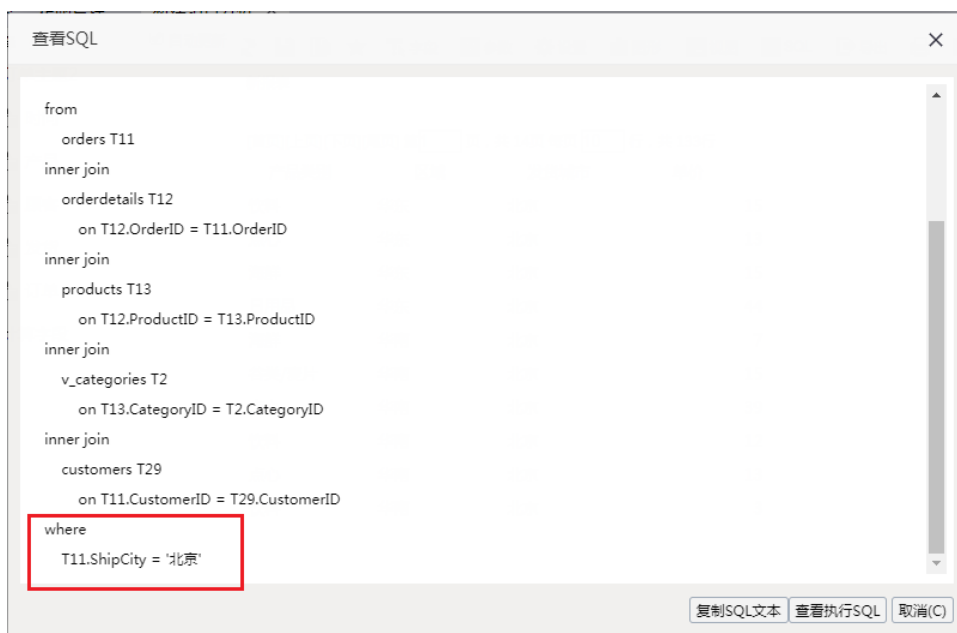 查看SQL
from
orders T11
inner join
orderdetails T12
on T12.OrderID = T11.OrderID
inner join
products T13
on T12.ProductID = T13.ProductID
inner join
v_categories T2
on T13.CategoryID = T2.CategoryID
inner join
customers T29
on T11.CustomerID = T29.CustomerID
where
T11.ShipCity = '北京'
复制SQL文本 查看执行SQL 取消(C)